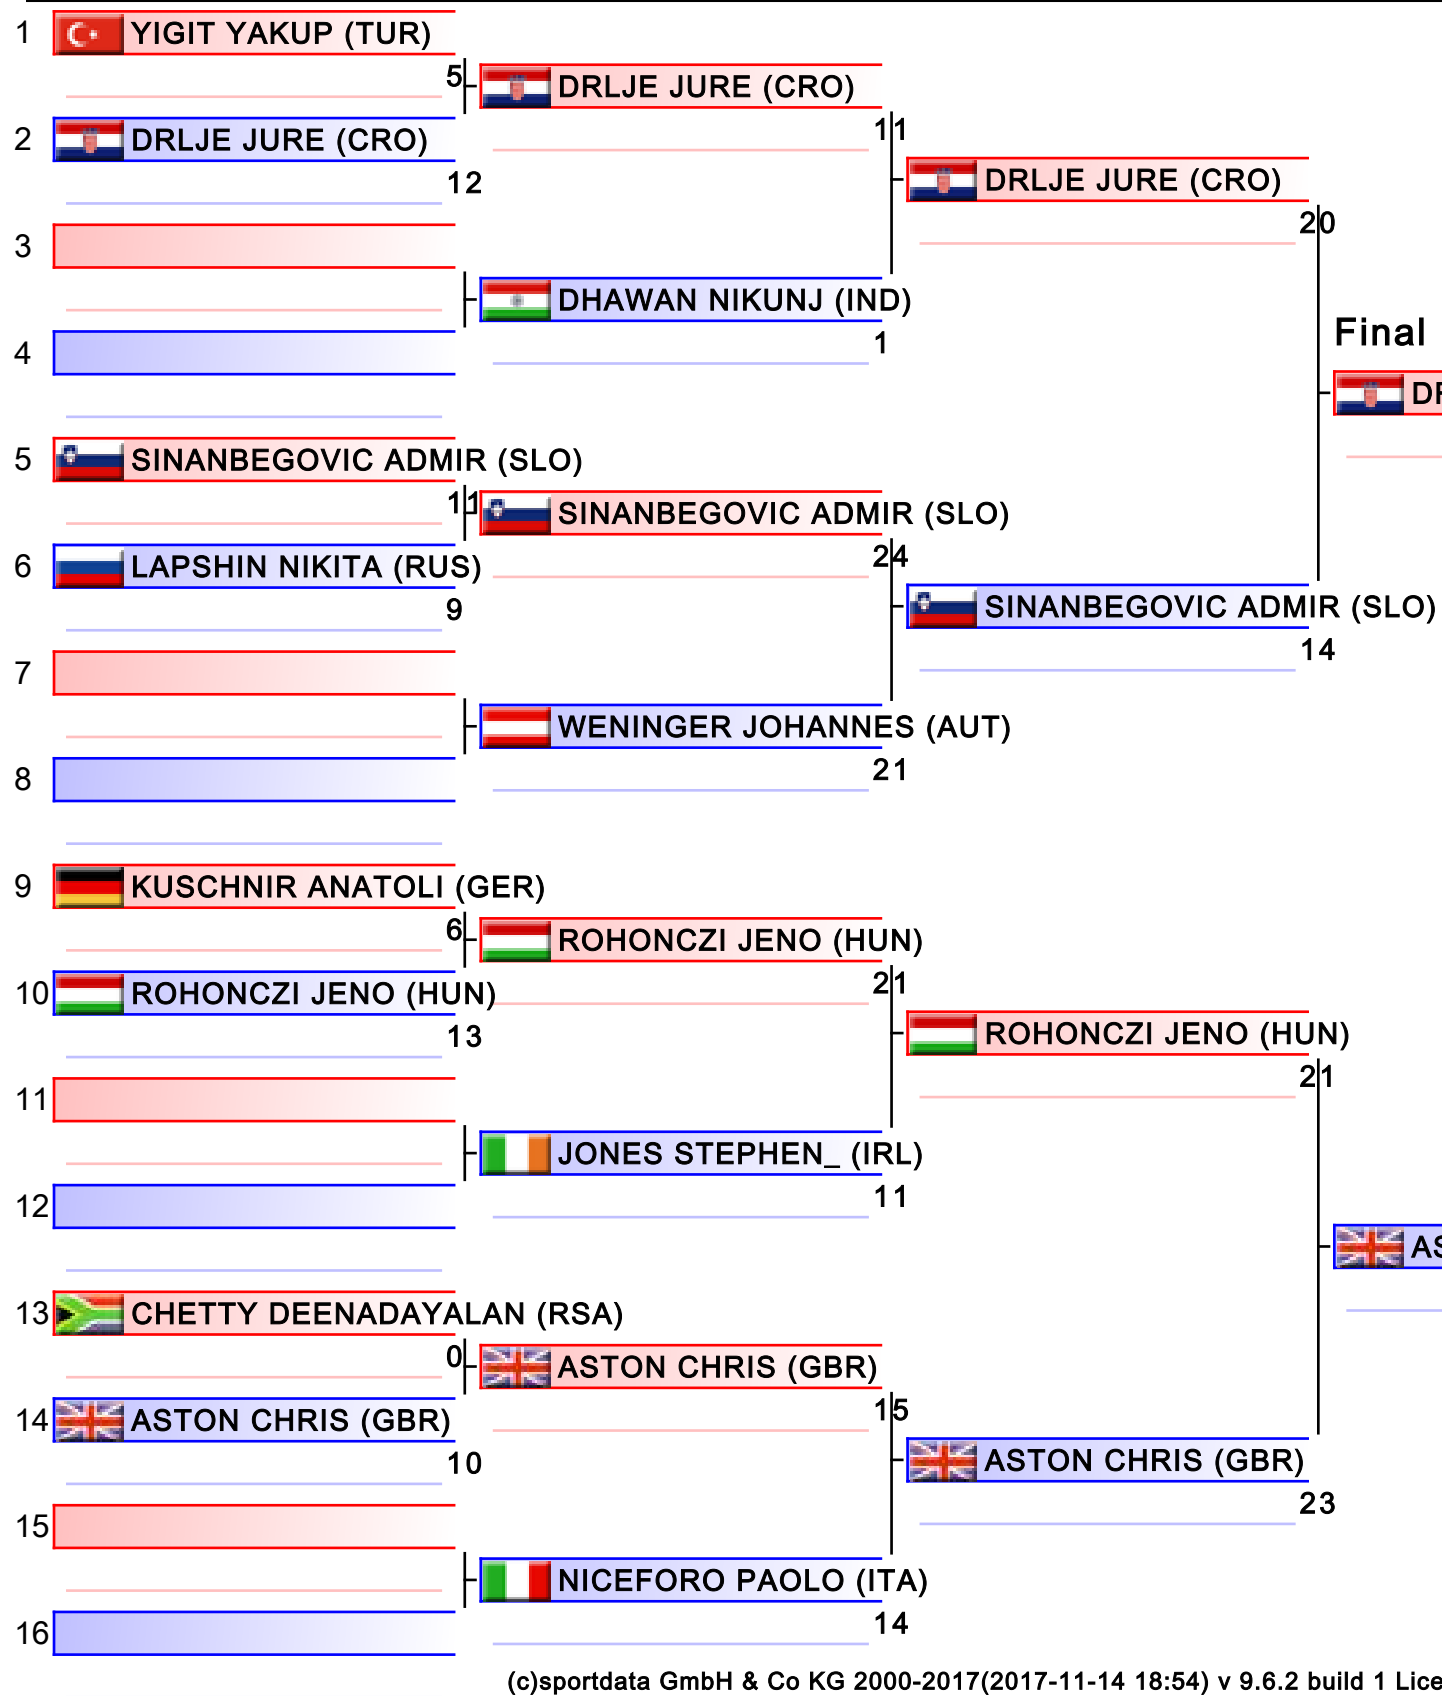 1 YIGIT YAKUP (TUR)
5 DRLJE JURE (CRO)
11
2 DRLJE JURE (CRO)
12
DRLJE JURE (CRO)
20
3
DHAWAN NIKUNJ (IND)
1
4
Final
DR
5 SINANBEGOVIC ADMIR (SLO)
11 SINANBEGOVIC ADMIR (SLO)
24
6 LAPSHIN NIKITA (RUS)
9
SINANBEGOVIC ADMIR (SLO)
14
7
WENINGER JOHANNES (AUT)
21
8
9 KUSCHNIR ANATOLI (GER)
6 ROHONCZI JENO (HUN)
21
10 ROHONCZI JENO (HUN)
13
ROHONCZI JENO (HUN)
21
11
JONES STEPHEN_ (IRL)
11
12
AS
13 CHETTY DEENADAYALAN (RSA)
0 ASTON CHRIS (GBR)
15
14 ASTON CHRIS (GBR)
10
ASTON CHRIS (GBR)
23
15
NICEFORO PAOLO (ITA)
14
16
(c)sportdata GmbH & Co KG 2000-2017(2017-11-14 18:54) v 9.6.2 build 1 Lice